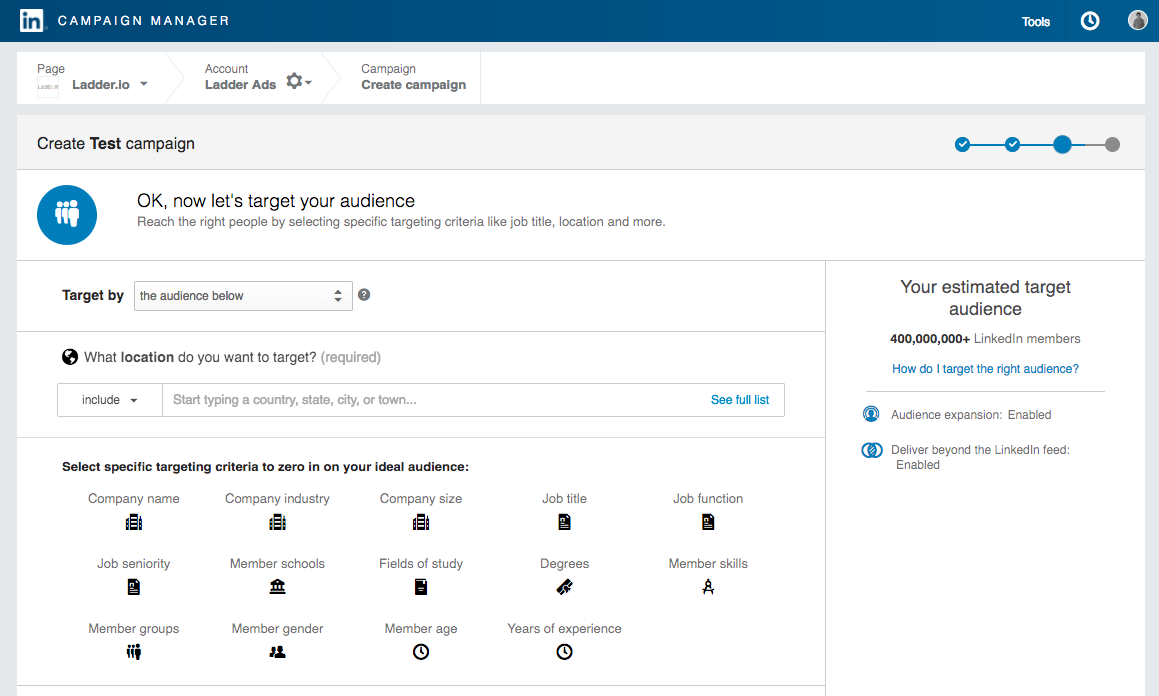 in CAMPAIGN MANAGER
Tools
Page
Ladder.io
Account
Ladder Ads
Campaign
Create campaign
Create Test campaign
OK, now let's target your audience
Reach the right people by selecting specific targeting criteria like job title, location and more.
Target by the audience below ?
What location do you want to target? (required)
include Start typing a country, state, city, or town... See full list
Select specific targeting criteria to zero in on your ideal audience:
Company name Company industry Company size Job title Job function
Job seniority Member schools Fields of study Degrees Member skills
Member groups Member gender Member age Years of experience
Your estimated target
audience
400,000,000+ LinkedIn members
How do I target the right audience?
Audience expansion: Enabled
Deliver beyond the LinkedIn feed:
Enabled